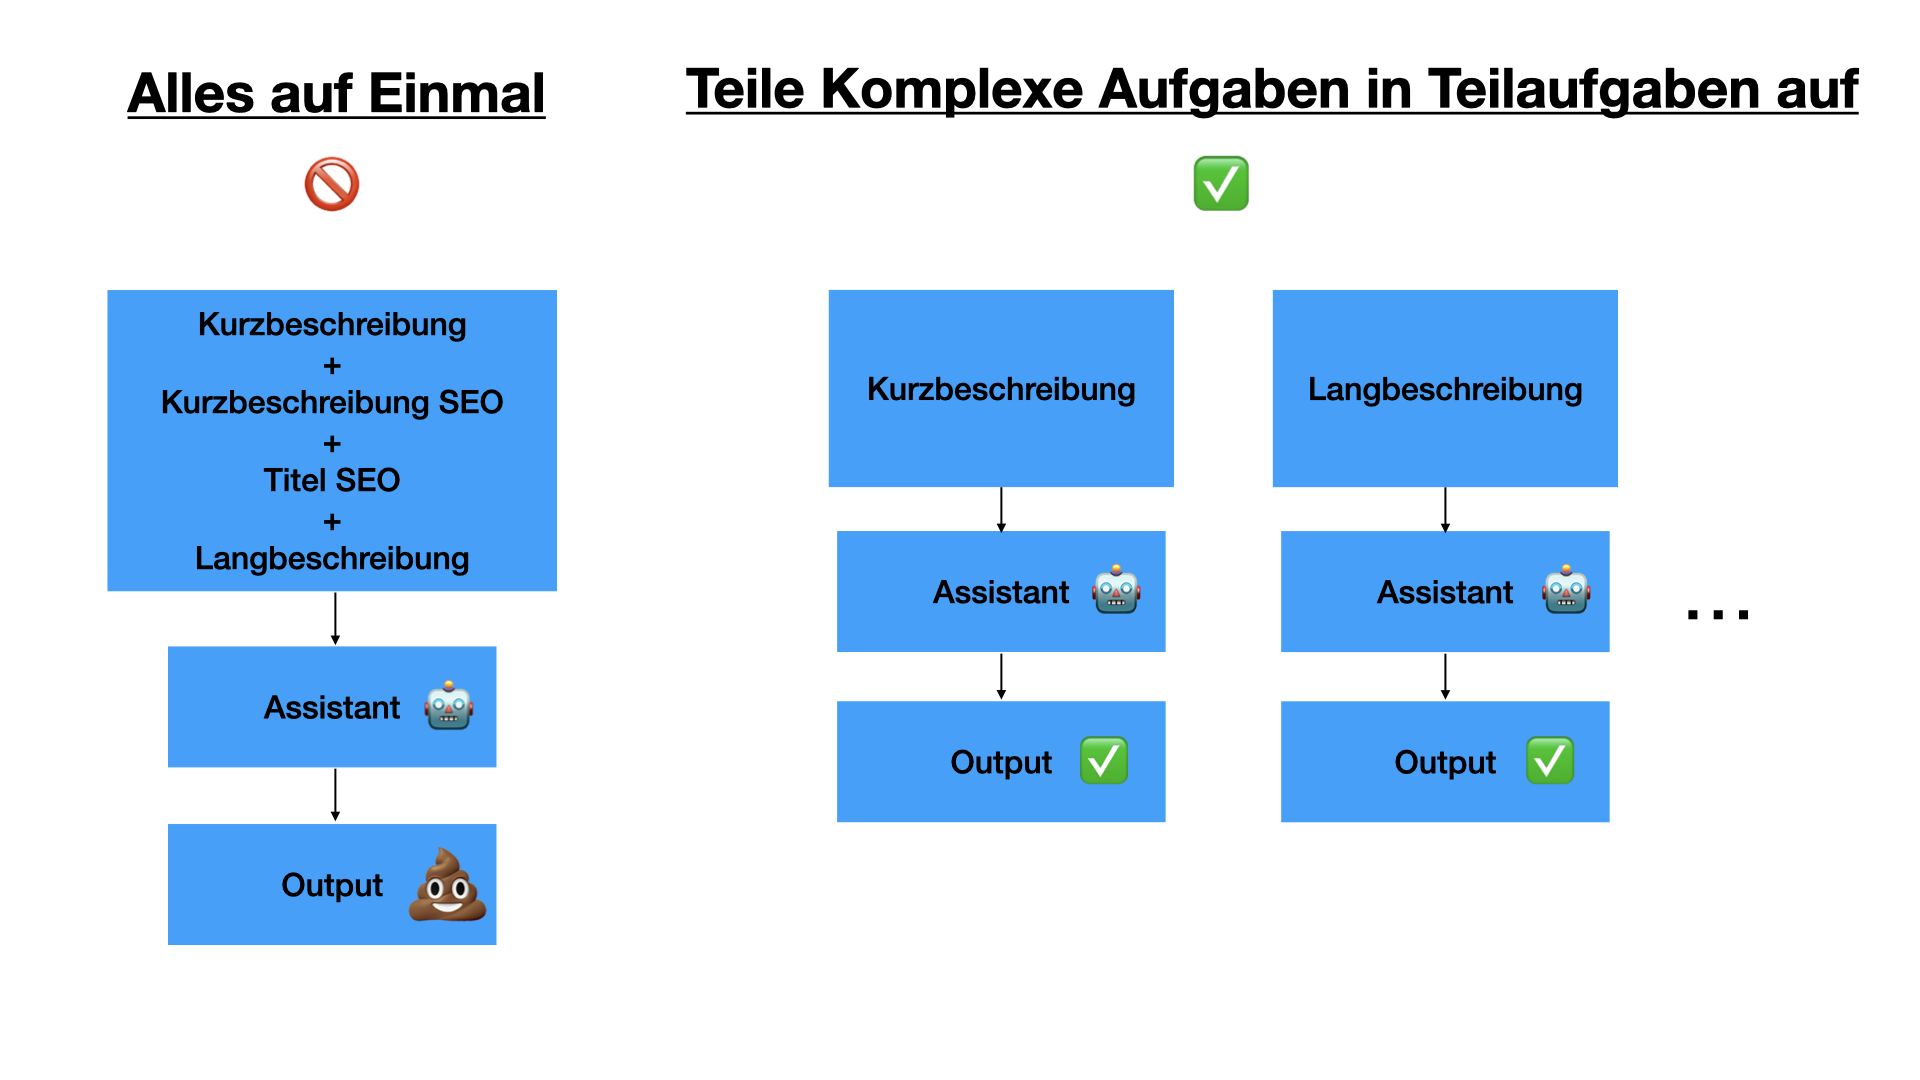 Alles auf Einmal
Teile Komplexe Aufgaben in Teilaufgaben auf
Kurzbeschreibung
+
Kurzbeschreibung SEO
+
Titel SEO
+
Langbeschreibung
Assistant
Output
Kurzbeschreibung
Assistant
Output
Langbeschreibung
Assistant
Output
...